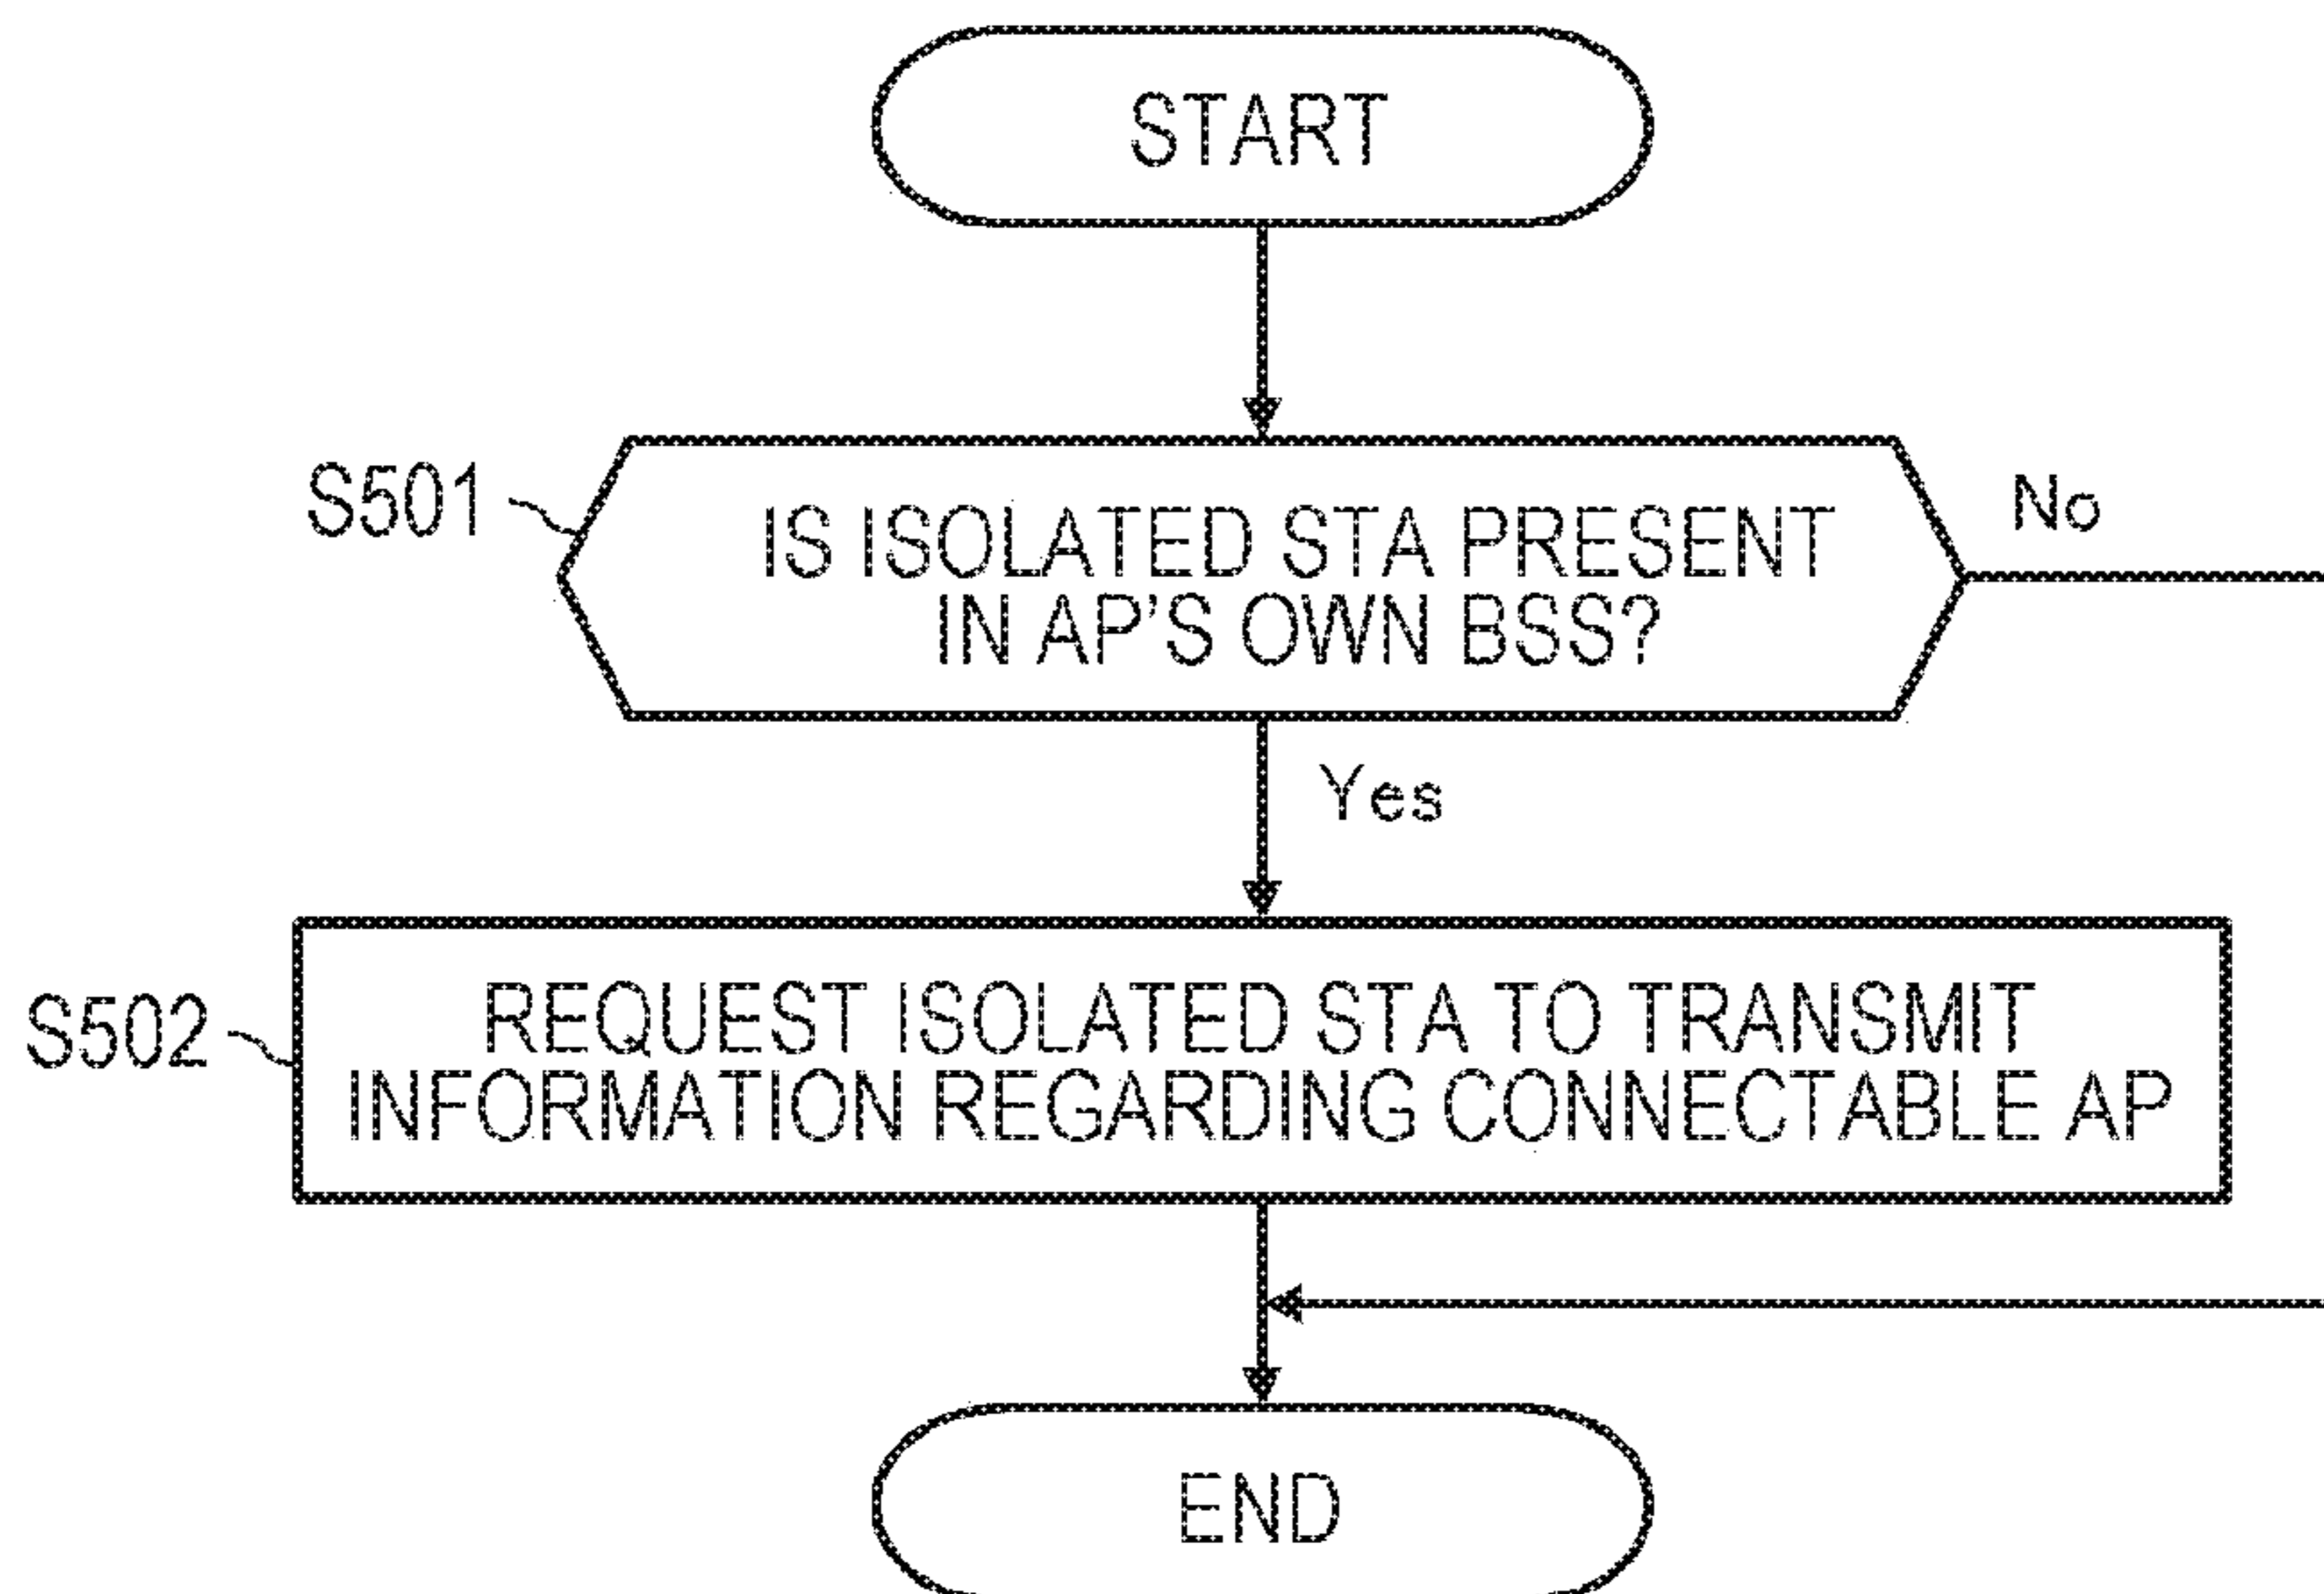 START
S501
IS ISOLATED STA PRESENT
IN AP'S OWN BSS?
No
Yes
S502
REQUEST ISOLATED STA TO TRANSMIT
INFORMATION REGARDING CONNECTABLE AP
END